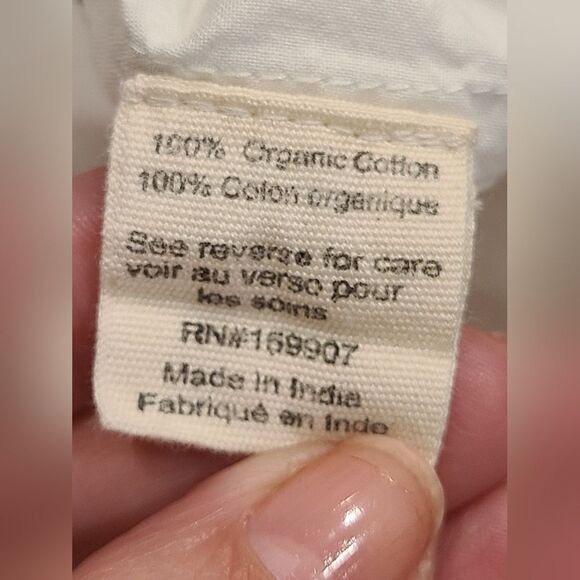 100% Organic Cotton
100% Coton organique
See reverse for care
voir au verso pour
les soins
RN#169907
Made in India
Fabriqué en Inde